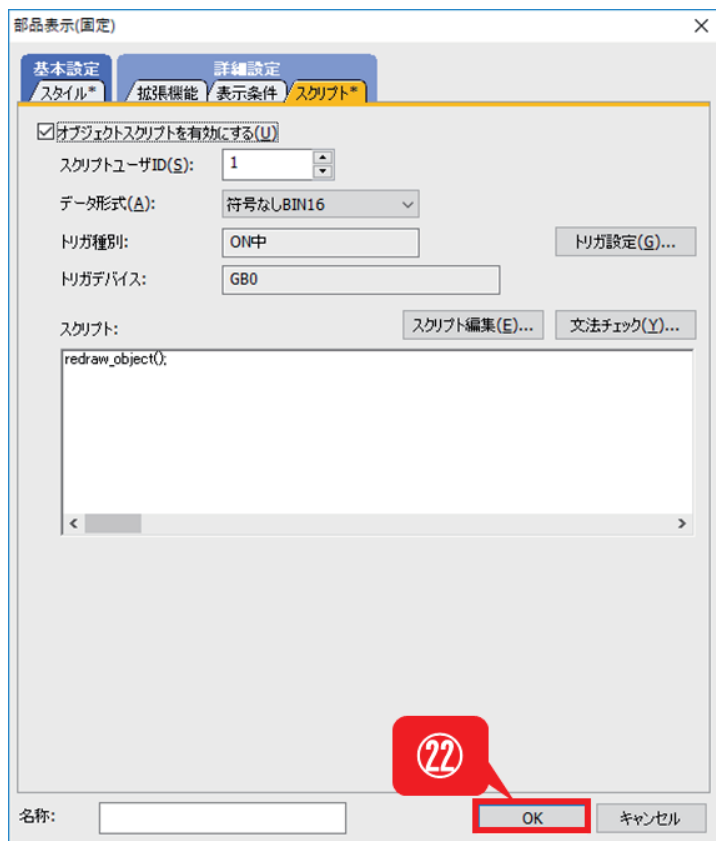 部品表示(固定)
基本設定 詳細設定
スタイル* 拡張機能 表示条件 スクリプト*
オブジェクトスクリプトを有効にする(U)
スクリプトユーザID(S): 1
データ形式(A): 符号なしBIN16
トリガ種別: ON中 トリガ設定(G)...
トリガデバイス: GB0
スクリプト: スクリプト編集(E)... 文法チェック(Y)...
redraw_object();
㉒
名称: OK キャンセル